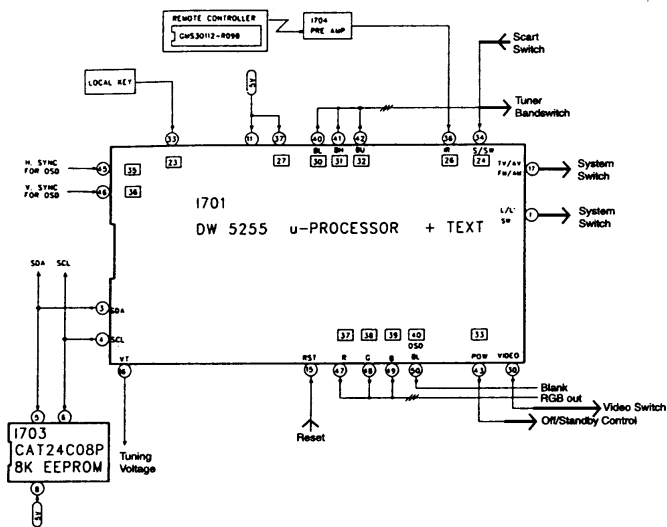 REMOTE CONTROLLER
GMS30112-R098
1704
PRE AMP
Scart
Switch
LOCAL KEY
5V
Tuner
Bandswitch
33
11
37
40
41
42
36
34
BL
BH
BU
IR
S/SW
23
27
30
31
32
26
24
H. SYNC
FOR OSD
45
35
V. SYNC
FOR OSD
46
36
TV/AV
FM/AM
17
System
Switch
L/L'
SW
7
System
Switch
1701
DW 5255 u-PROCESSOR + TEXT
SDA
SCL
3
SDA
4
SCL
37
38
39
40
33
OSD
VT
RST
R
G
B
BL
POW
VIDEO
16
15
47
48
49
50
43
30
Blank
RGB out
Video Switch
Off/Standby Control
Reset
Tuning
Voltage
5
6
1703
CAT24C08P
8K EEPROM
8
5V